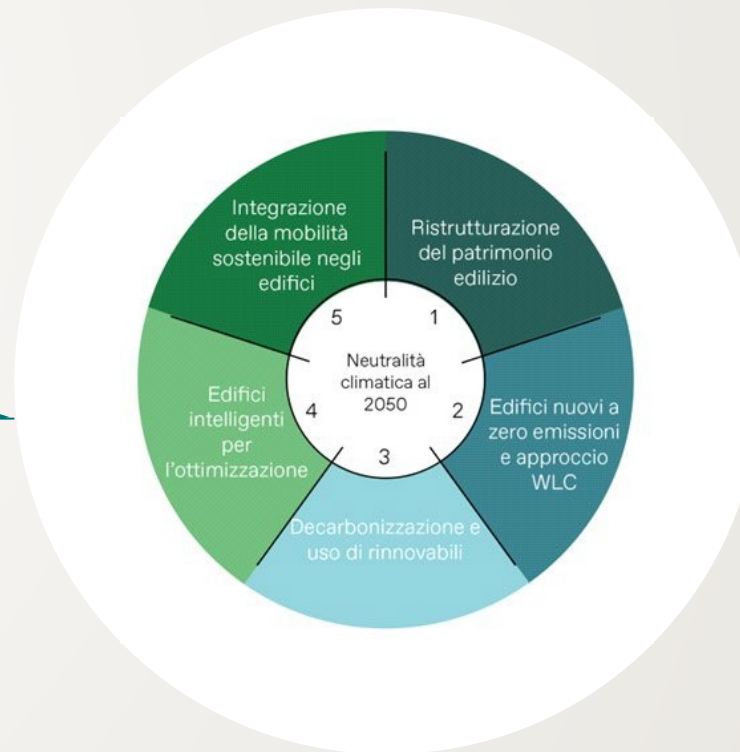 Integrazione
della mobilità
sostenibile negli
edifici
Ristrutturazione
del patrimonio
edilizio
5
1
Neutralità
climatica al
2050
Edifici
intelligenti
per
l'ottimizzazione
4
2
Edifici nuovi a
zero emissioni
e approccio
WLC
3
Decarbonizzazione e
uso di rinnovabili